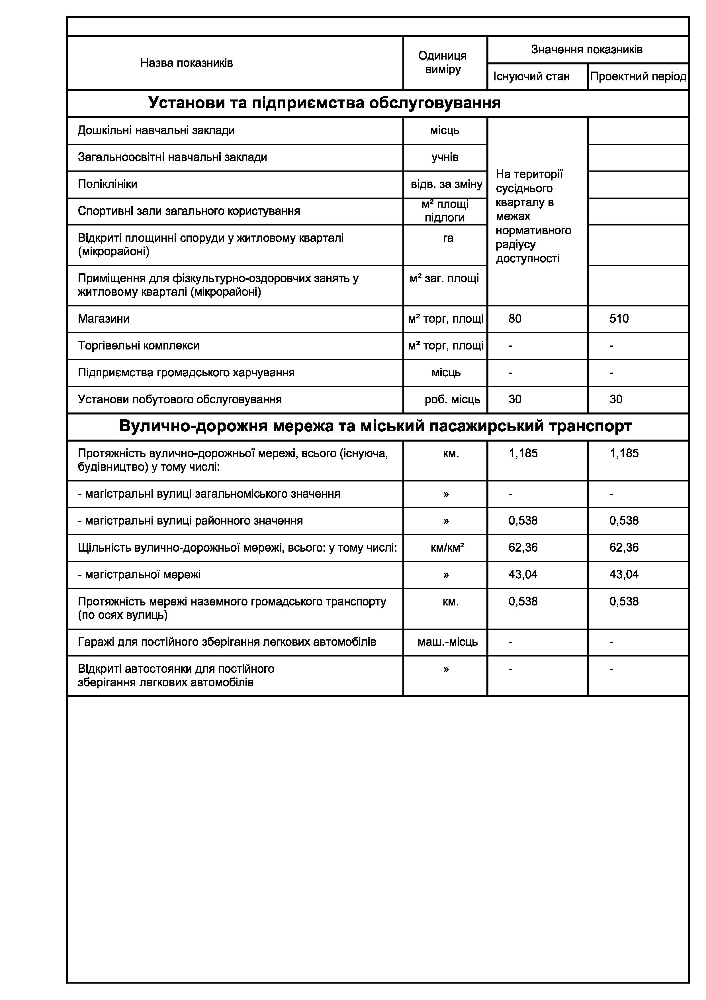 Назва показників
Одиниця
виміру
Значення показників
Існуючий стан
Проектний період
Установи та підприємства обслуговування
Дошкільні навчальні заклади
місць
Загальноосвітні навчальні заклади
учнів
Поліклініки
відв. за зміну
Спортивні зали загального користування
м² площі
підлоги
Відкриті площинні споруди у житловому кварталі
(мікрорайоні)
га
Приміщення для фізкультурно-оздоровчих занять у
житловому кварталі (мікрорайоні)
м² заг. площі
На території
сусіднього
кварталу в
межах
нормативного
радіусу
доступності
Магазини
м² торг, площі
80
510
Торгівельні комплекси
м² торг, площі
-
-
Підприємства громадського харчування
місць
-
-
Установи побутового обслуговування
роб. місць
30
30
Вулично-дорожня мережа та міський пасажирський транспорт
Протяжність вулично-дорожньої мережі, всього (існуюча,
будівництво) у тому числі:
км.
1,185
1,185
- магістральні вулиці загальноміського значення
»
-
-
- магістральні вулиці районного значення
»
0,538
0,538
Щільність вулично-дорожньої мережі, всього: у тому числі:
км/км²
62,36
62,36
- магістральної мережі
»
43,04
43,04
Протяжність мережі наземного громадського транспорту
(по осях вулиць)
км.
0,538
0,538
Гаражі для постійного зберігання легкових автомобілів
маш.-місць
-
-
Відкриті автостоянки для постійного
зберігання легкових автомобілів
»
-
-